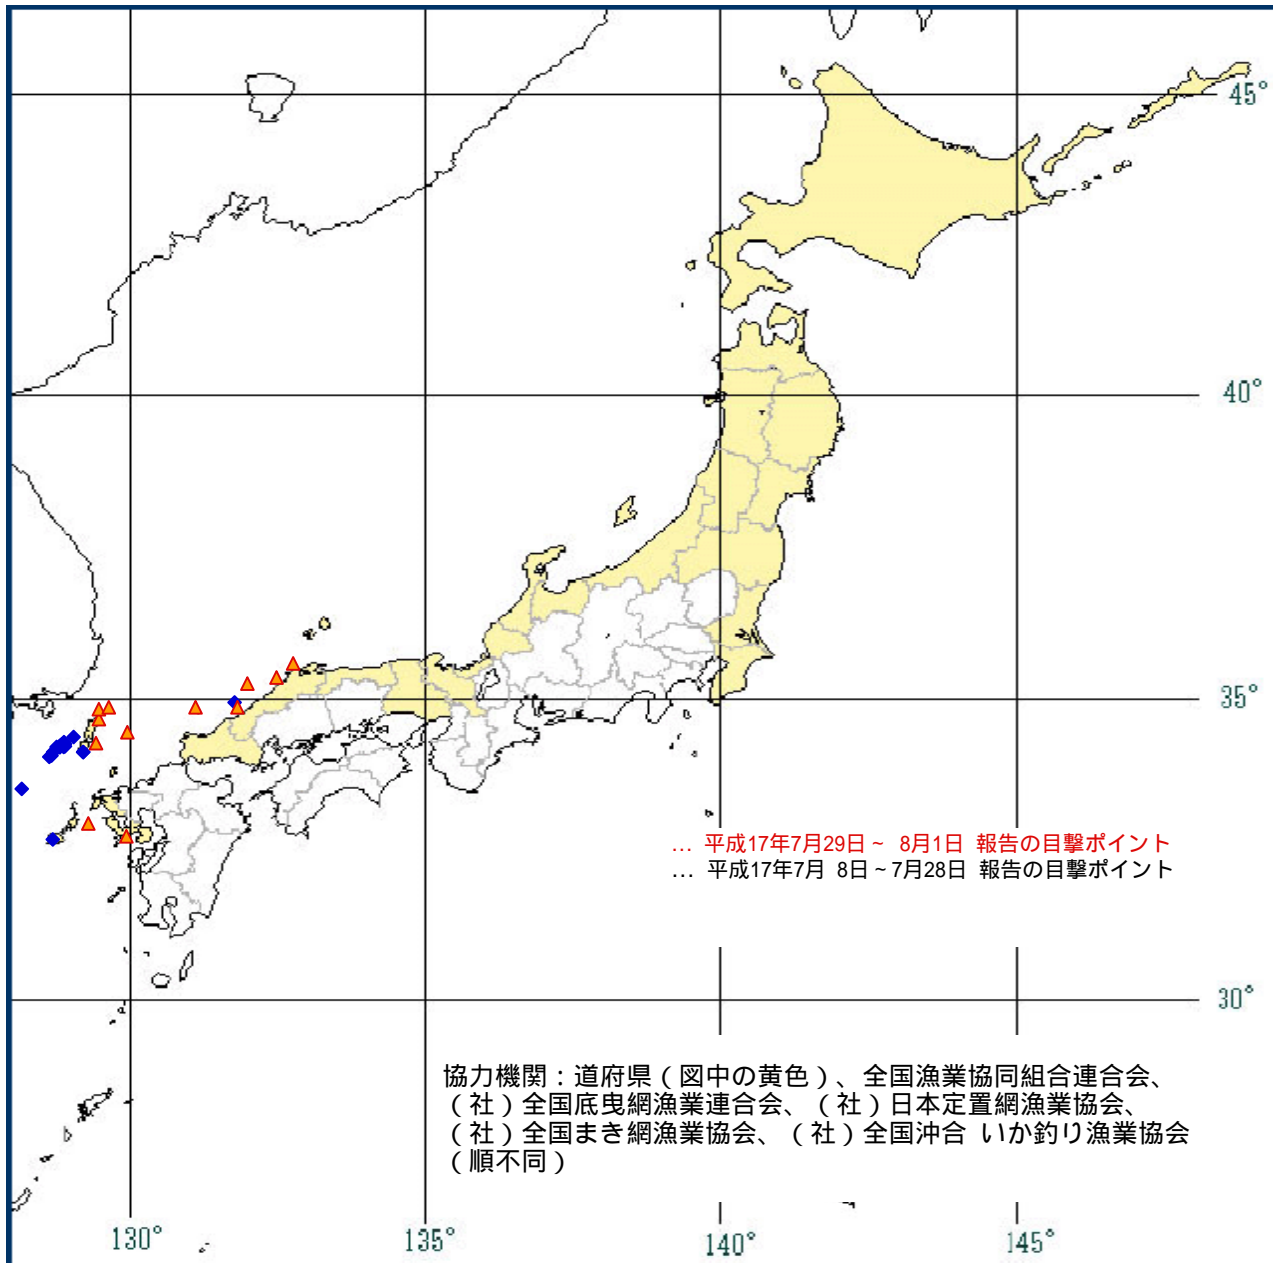 45°
40°
35°
… 平成17年7月29日~ 8月1日 報告の目撃ポイント
… 平成17年7月 8日~7月28日 報告の目撃ポイント
30°
協力機関：道府県（図中の黄色）、全国漁業協同組合連合会、
（社）全国底曳網漁業連合会、（社）日本定置網漁業協会、
（社）全国まき網漁業協会、（社）全国沖合 いか釣り漁業協会
（順不同）
130° 135° 140° 145°